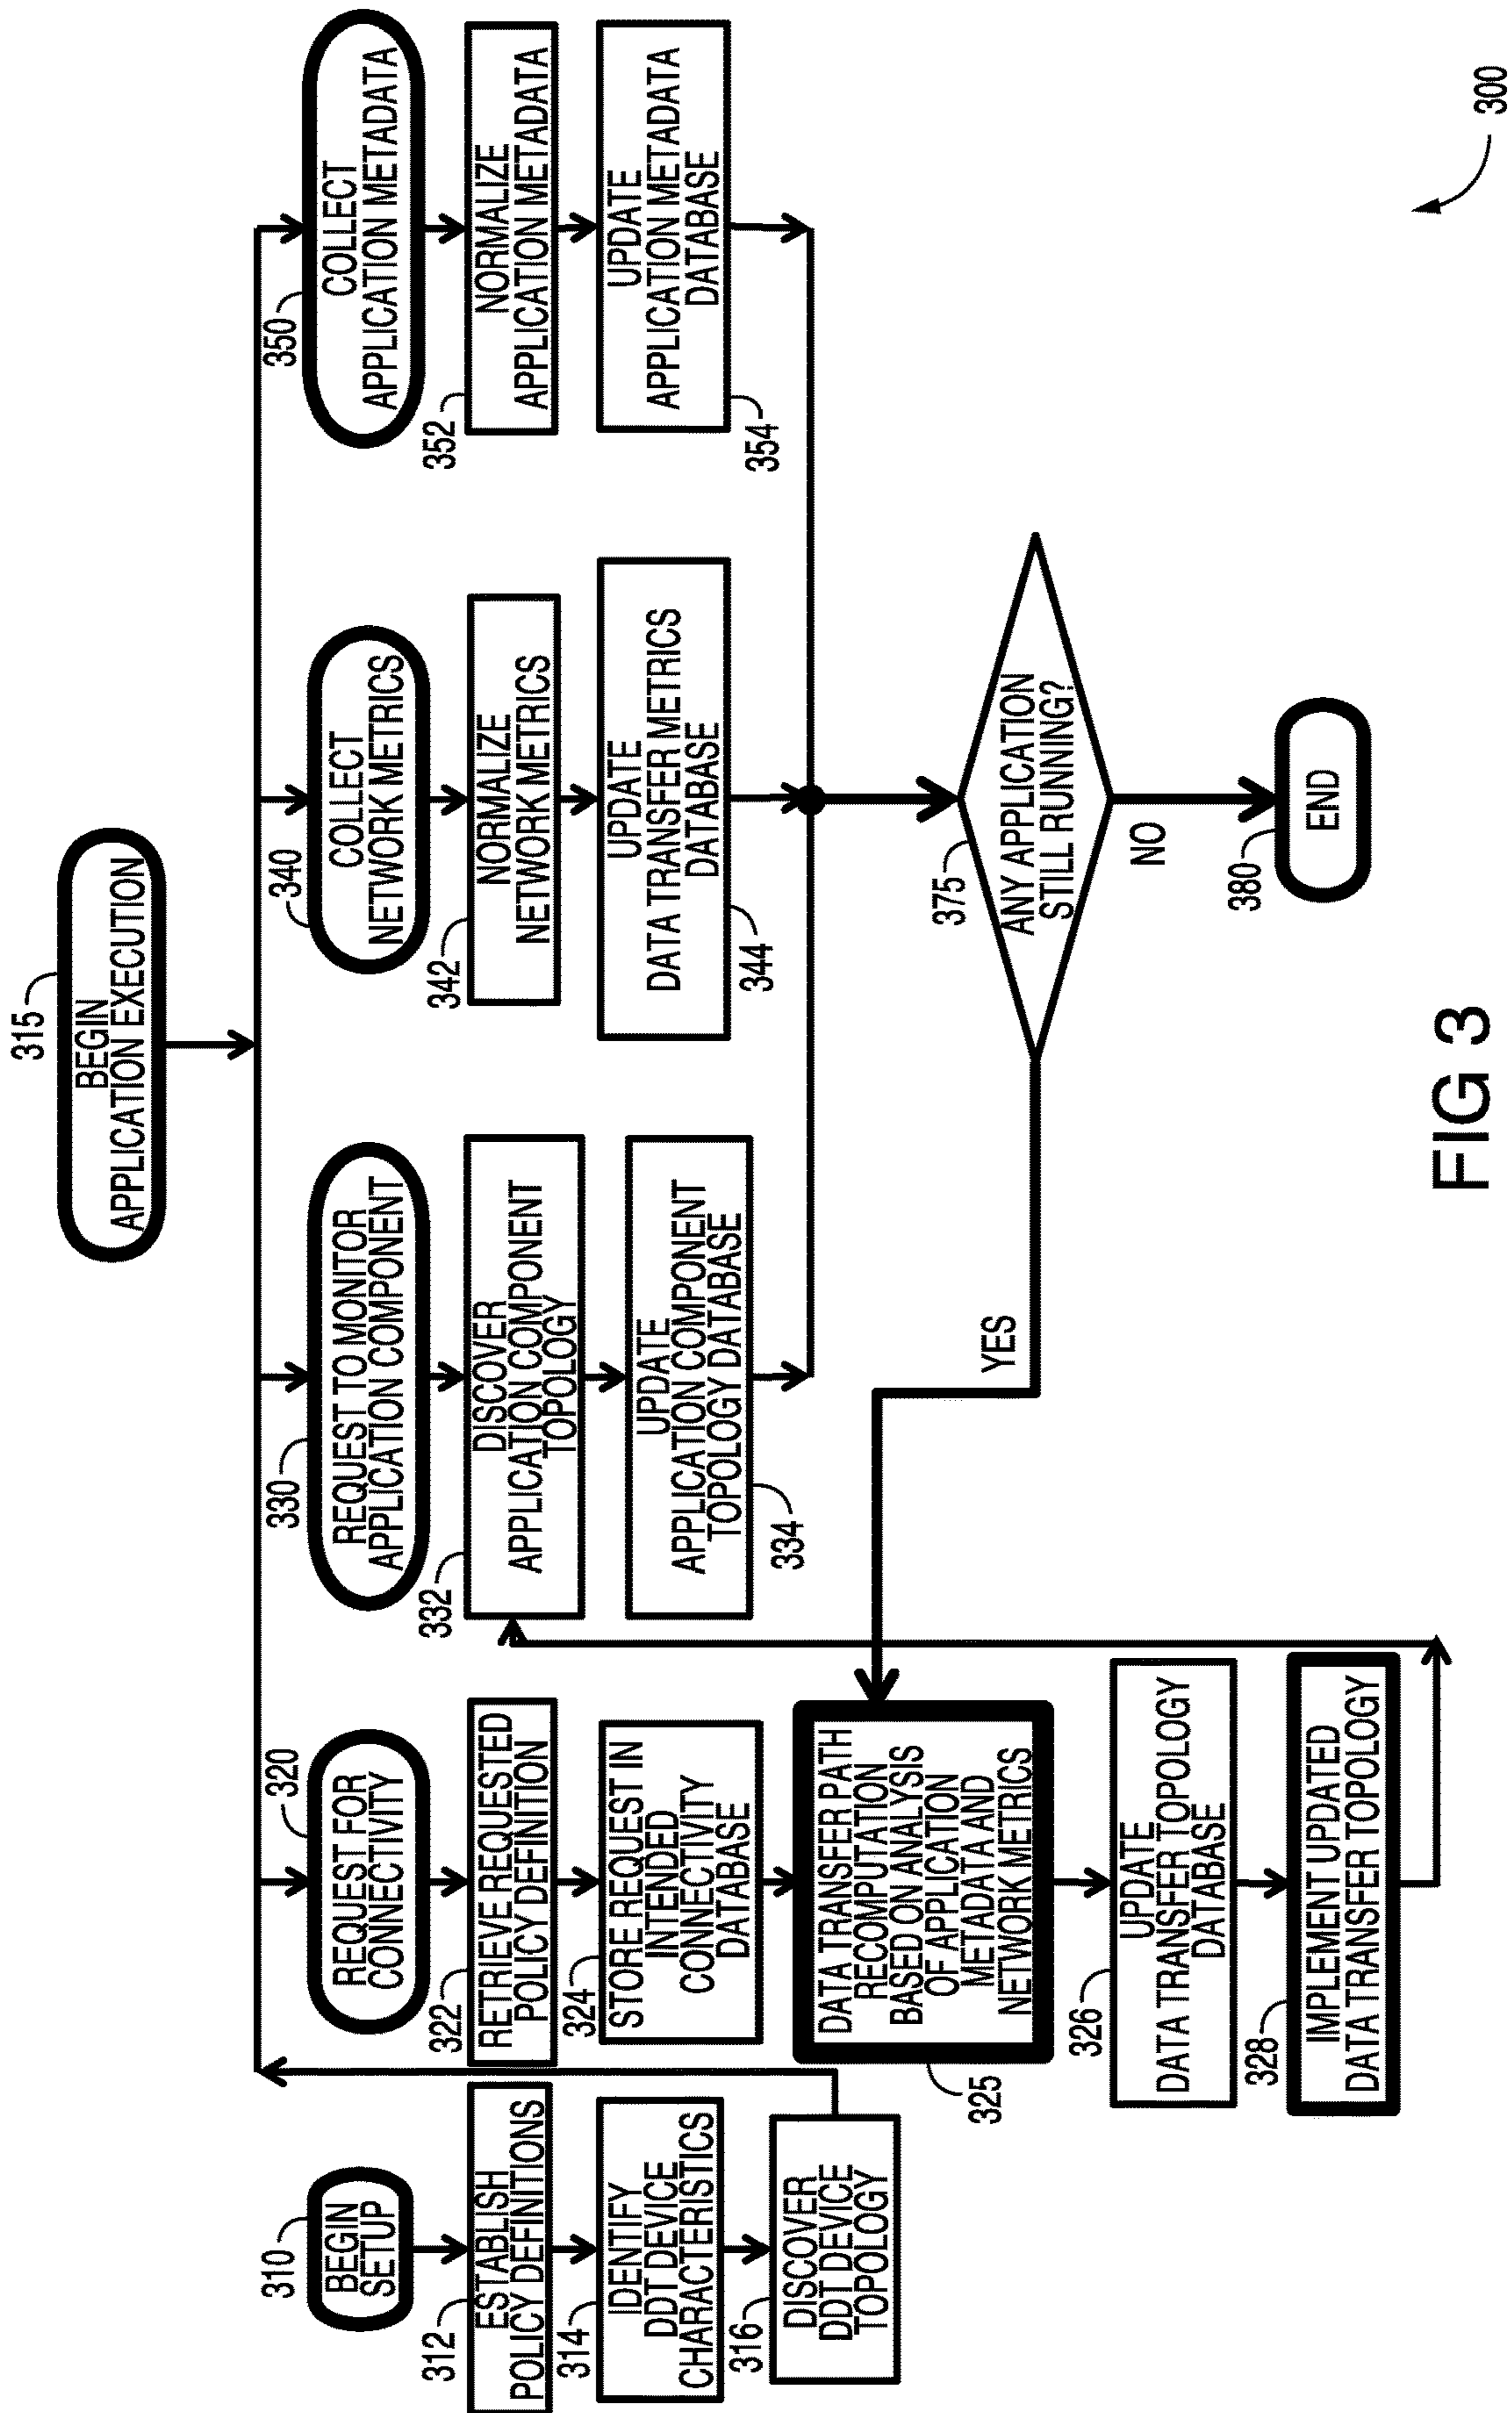 315
BEGIN
APPLICATION EXECUTION
310
BEGIN
SETUP
312
ESTABLISH
POLICY DEFINITIONS
314
IDENTIFY
DDT DEVICE
CHARACTERISTICS
316
DISCOVER
DDT DEVICE
TOPOLOGY
320
REQUEST FOR
CONNECTIVITY
322
RETRIEVE REQUESTED
POLICY DEFINITION
324
STORE REQUEST IN
INTENDED
CONNECTIVITY
DATABASE
325
DATA TRANSFER PATH
RECOMPUTATION
BASED ON ANALYSIS
OF APPLICATION
METADATA AND
NETWORK METRICS
326
UPDATE
DATA TRANSFER TOPOLOGY
DATABASE
328
IMPLEMENT UPDATED
DATA TRANSFER TOPOLOGY
330
REQUEST TO MONITOR
APPLICATION COMPONENT
332
DISCOVER
APPLICATION COMPONENT
TOPOLOGY
334
UPDATE
APPLICATION COMPONENT
TOPOLOGY DATABASE
340
COLLECT
NETWORK METRICS
342
NORMALIZE
NETWORK METRICS
344
UPDATE
DATA TRANSFER METRICS
DATABASE
350
COLLECT
APPLICATION METADATA
352
NORMALIZE
APPLICATION METADATA
354
UPDATE
APPLICATION METADATA
DATABASE
375
ANY APPLICATION
STILL RUNNING?
YES
NO
380
END
300
FIG 3